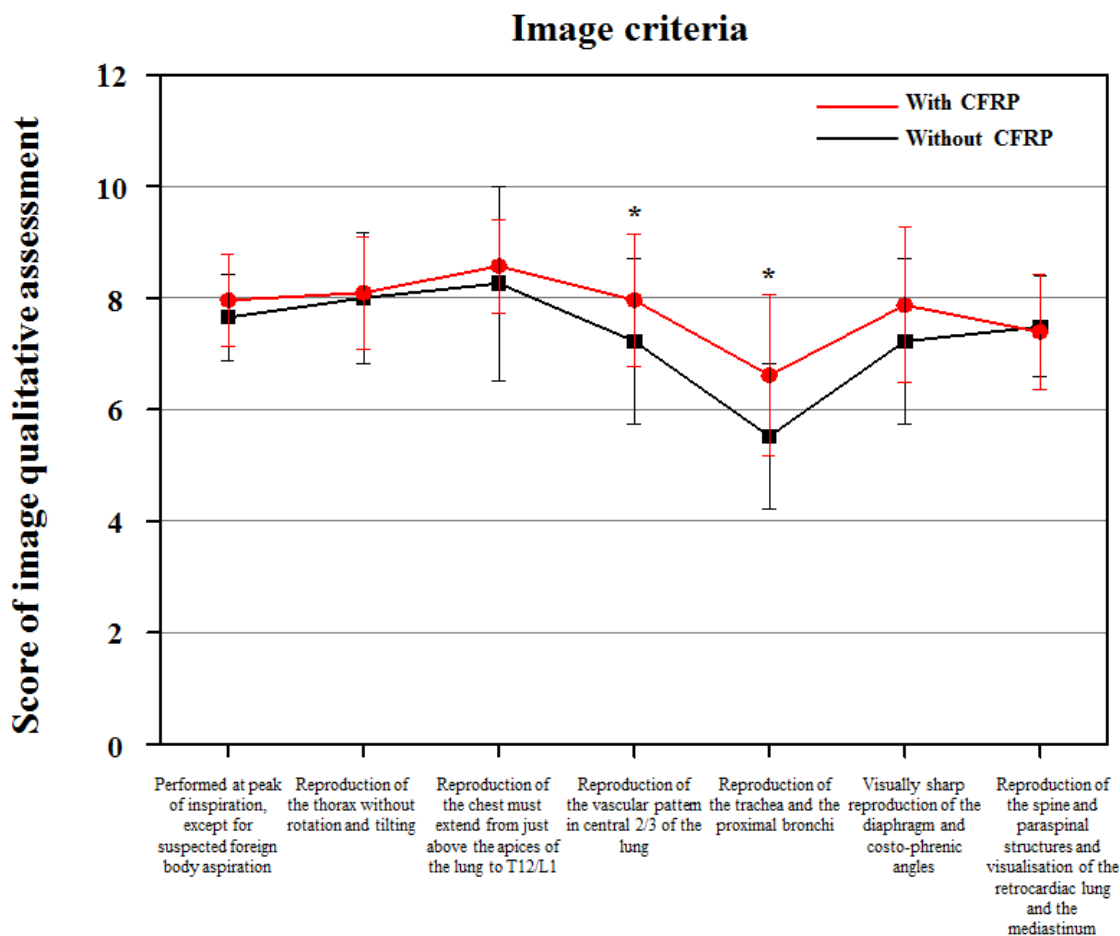 Image criteria
Score of image qualitative assessment
12
10
8
6
4
2
0
With CFRP
Without CFRP
*
*
Performed at peak
of inspiration,
except for
suspected foreign
body aspiration
Reproduction of
the thorax without
rotation and tilting
Reproduction of
the chest must
extend from just
above the apices of
the lung to T12/L1
Reproduction of
the vascular pattern
in central 2/3 of the
lung
Reproduction of
the trachea and the
proximal bronchi
Visually sharp
reproduction of the
diaphragm and
costo-phrenic
angles
Reproduction of
the spine and
paraspinal
structures and
visualisation of the
retrocardiac lung
and the
mediastinum